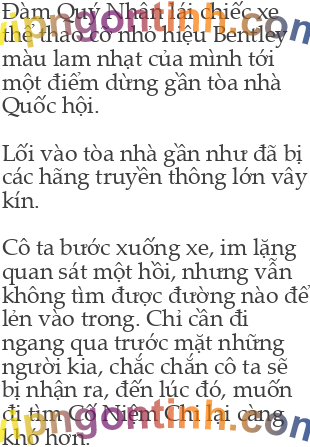 Đàm Quý Nhân lái chiếc xe
thể thao cỡ nhỏ hiệu Bentley
màu lam nhạt của mình tới
một điểm dừng gần tòa nhà
Quốc hội.
Lối vào tòa nhà gần như đã bị
các hãng truyền thông lớn vây
kín.
Cô ta bước xuống xe, im lặng
quan sát một hồi, nhưng vẫn
không tìm được đường nào để
lẻn vào trong. Chỉ cần đi
ngang qua trước mặt những
người kia, chắc chắn cô ta sẽ
bị nhận ra, đến lúc đó, muốn
đi tìm Cố Niệm Chi lại càng
khó hơn.